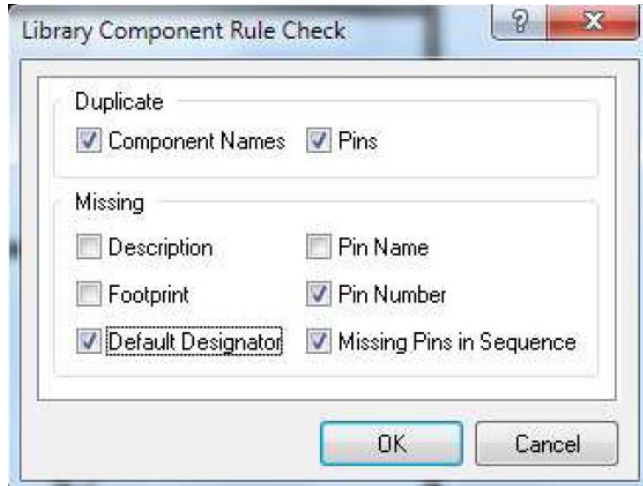 Library Component Rule Check
Duplicate
Component Names Pins
Missing
Description Pin Name
Footprint Pin Number
Default Designator Missing Pins in Sequence
OK Cancel